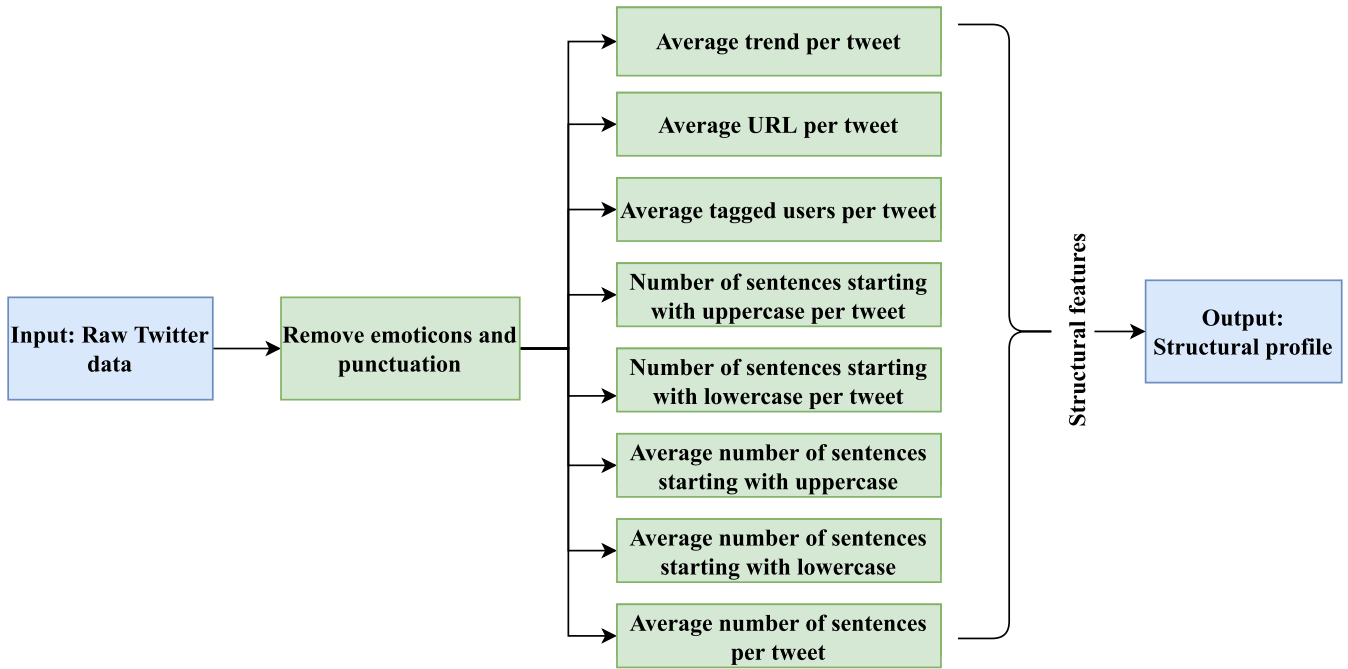 Input: Raw Twitter
data
Remove emoticons and
punctuation
Average trend per tweet
Average URL per tweet
Average tagged users per tweet
Number of sentences starting
with uppercase per tweet
Number of sentences starting
with lowercase per tweet
Average number of sentences
starting with uppercase
Average number of sentences
starting with lowercase
Average number of sentences
per tweet
Structural features
Output:
Structural profile